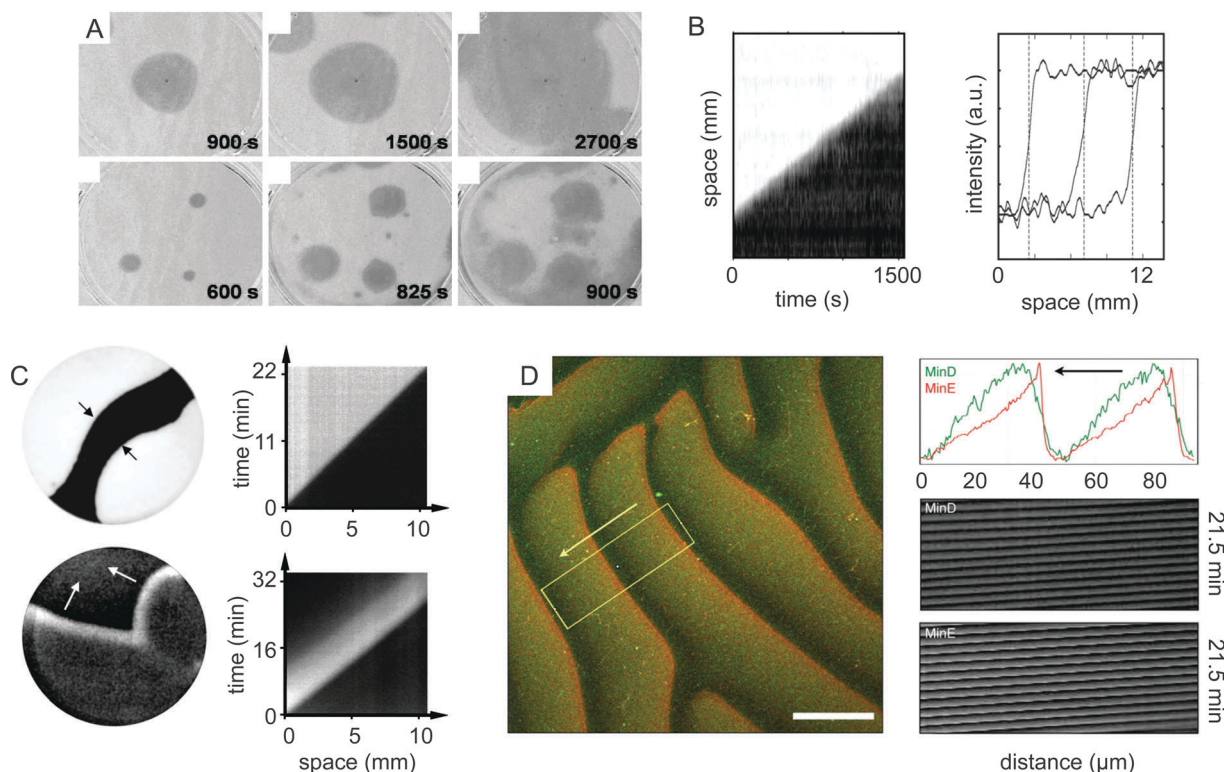 A
900 s
1500 s
2700 s
600 s
825 s
900 s
B
space (mm)
0
1500
time (s)
intensity (a.u.)
0
12
space (mm)
C
time (min)
22
11
0
0
5
10
time (min)
32
16
0
0
5
10
space (mm)
D
MinD
MinE
0
20
40
60
80
MinD
21.5 min
MinE
21.5 min
distance (µm)